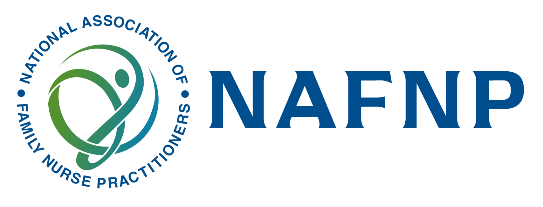 • NATIONAL ASSOCIATION OF •
FAMILY NURSE PRACTITIONERS
NAFNP